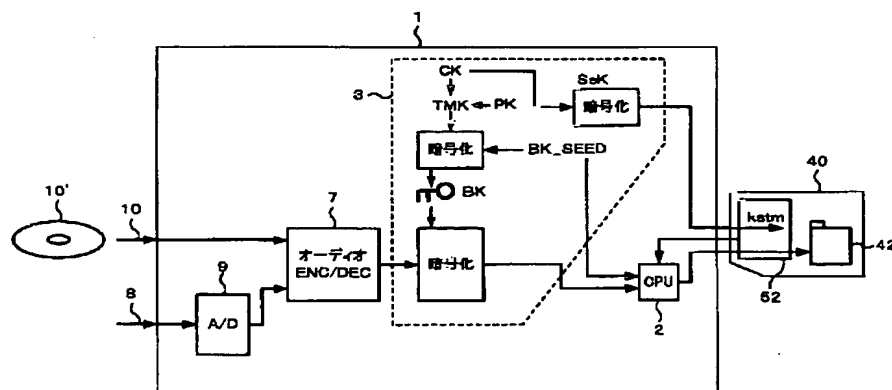 1
3
CK
TMK
PK
SeK
暗号化
暗号化
BK_SEED
BK
10'
10
7
オーディオ
ENC/DEC
暗号化
9
8
A/D
CPU
2
40
kstm
42
52